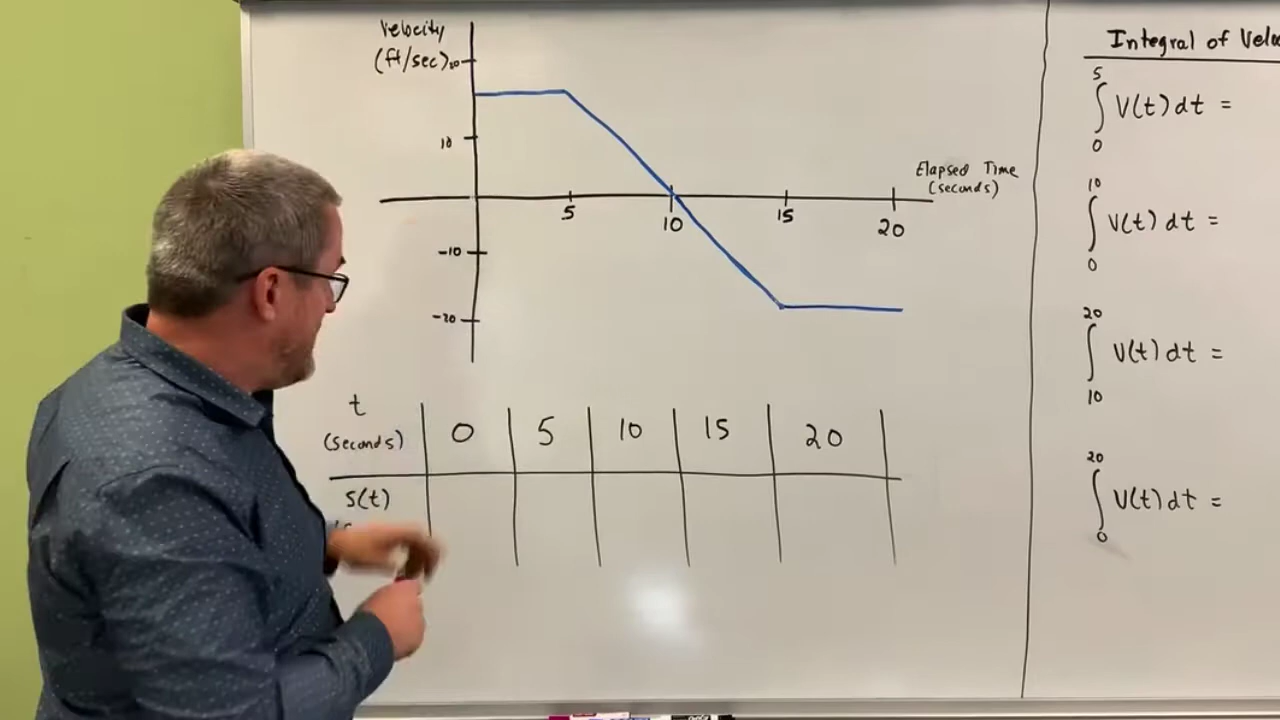 Velocity
(ft/sec)
20
10
-10
-20
5
10
15
20
Elapsed Time
(seconds)
t
(seconds)
0
5
10
15
20
s(t)
Integral of
5
∫ V(t)dt =
0
10
∫ V(t)dt =
0
20
∫ V(t)dt =
10
20
∫ V(t)dt =
0